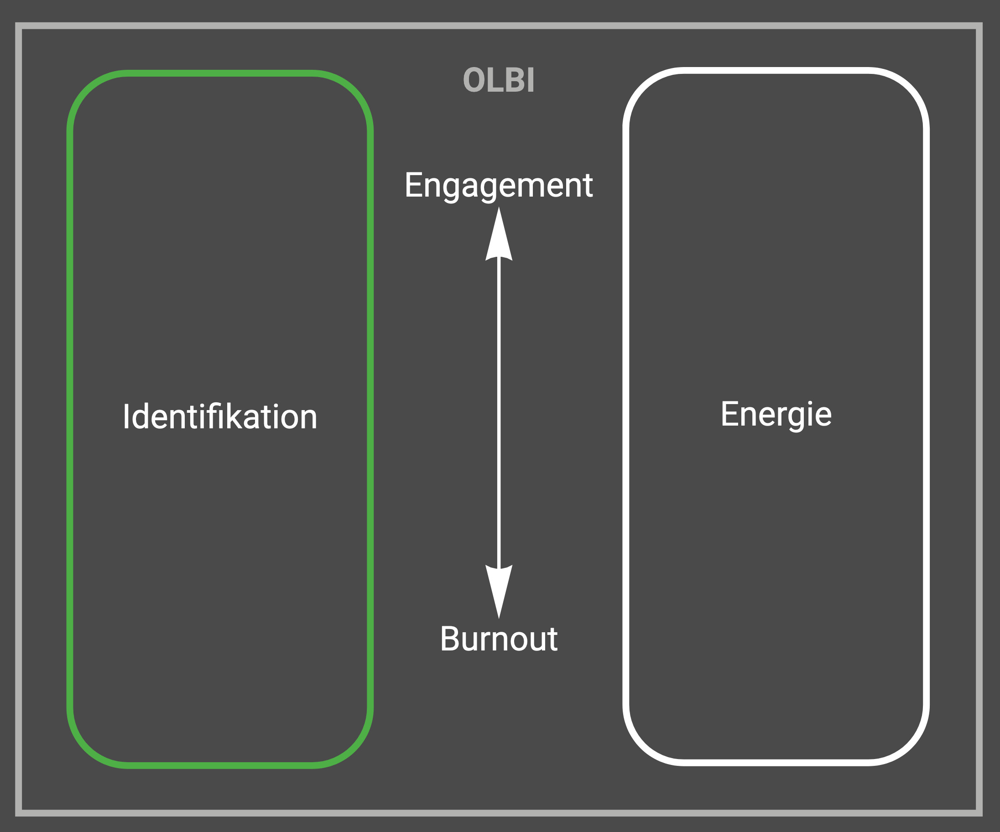 OLBI
Engagement
Identifikation
Energie
Burnout